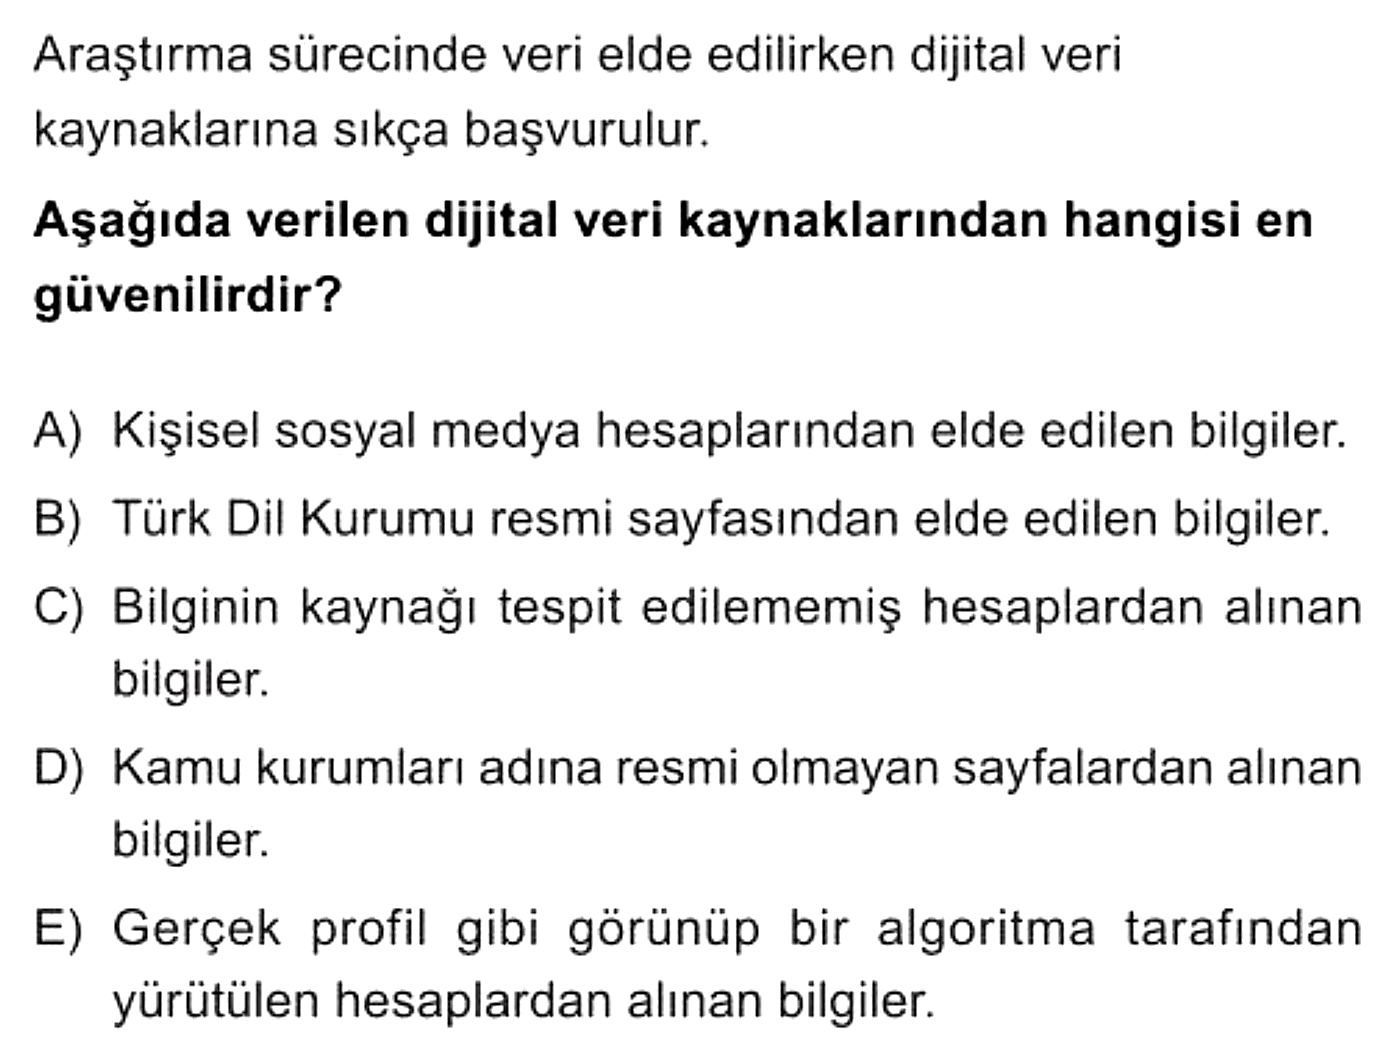 Araştırma sürecinde veri elde edilirken dijital veri
kaynaklarına sıkça başvurulur.
Aşağıda verilen dijital veri kaynaklarından hangisi en
güvenilirdir?
A) Kişisel sosyal medya hesaplarından elde edilen bilgiler.
B) Türk Dil Kurumu resmi sayfasından elde edilen bilgiler.
C) Bilginin kaynağı tespit edilememiş hesaplardan alınan
bilgiler.
D) Kamu kurumları adına resmi olmayan sayfalardan alınan
bilgiler.
E) Gerçek profil gibi görünüp bir algoritma tarafından
yürütülen hesaplardan alınan bilgiler.